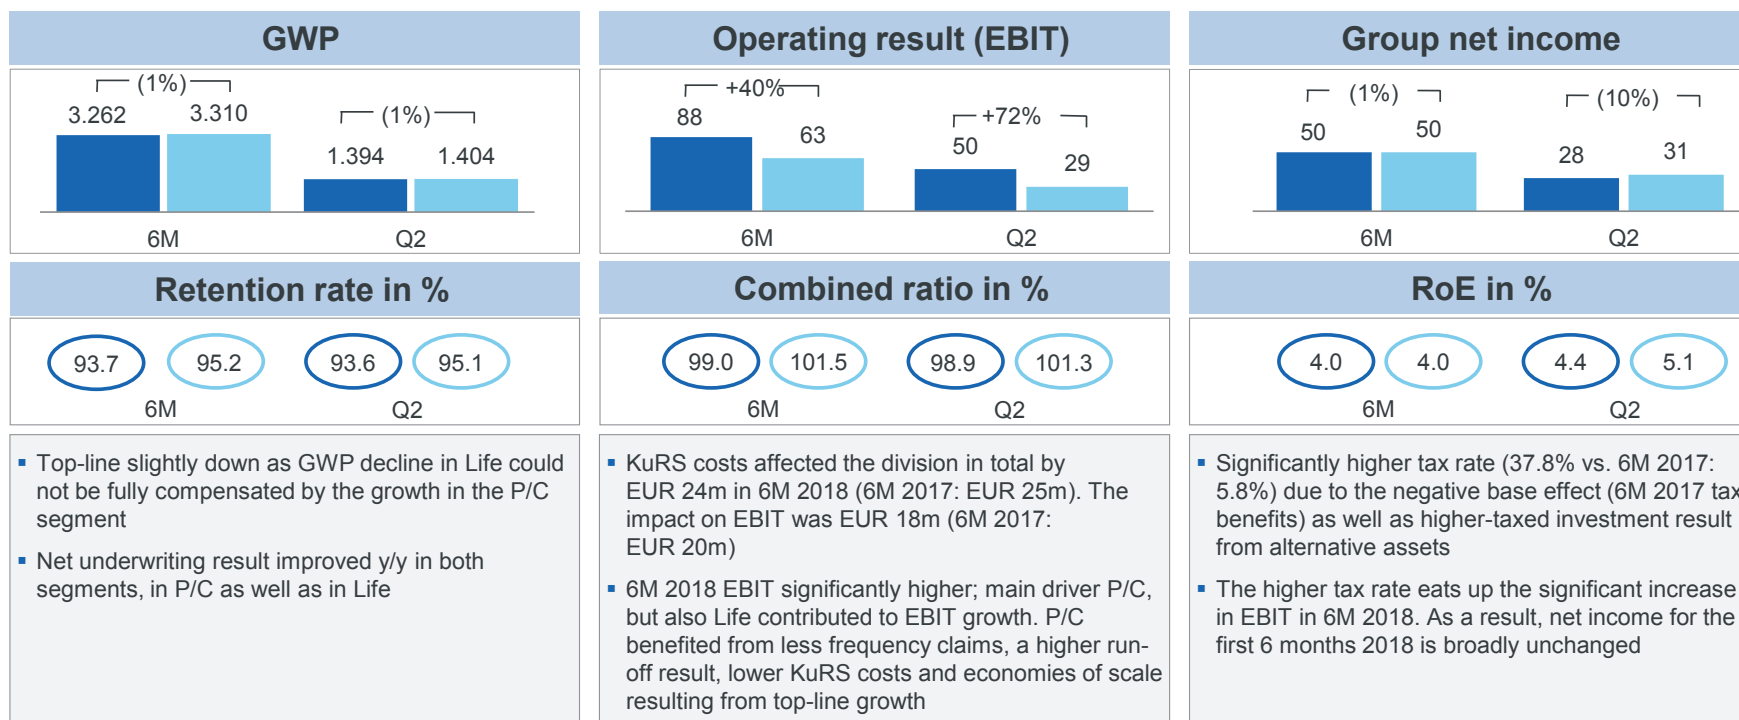 GWP
(1%)
3.262 3.310
(1%)
1.394 1.404
6M Q2
Operating result (EBIT)
+40%
88 63
+72%
50 29
6M Q2
Group net income
(1%)
50 50
(10%)
28 31
6M Q2
Retention rate in %
93.7 95.2 93.6 95.1
6M Q2
Combined ratio in %
99.0 101.5 98.9 101.3
6M Q2
RoE in %
4.0 4.0 4.4 5.1
6M Q2
▪ Top-line slightly down as GWP decline in Life could
not be fully compensated by the growth in the P/C
segment
▪ Net underwriting result improved y/y in both
segments, in P/C as well as in Life
▪ KuRS costs affected the division in total by
EUR 24m in 6M 2018 (6M 2017: EUR 25m). The
impact on EBIT was EUR 18m (6M 2017:
EUR 20m)
▪ 6M 2018 EBIT significantly higher; main driver P/C,
but also Life contributed to EBIT growth. P/C
benefited from less frequency claims, a higher run-
off result, lower KuRS costs and economies of scale
resulting from top-line growth
▪ Significantly higher tax rate (37.8% vs. 6M 2017:
5.8%) due to the negative base effect (6M 2017 tax
benefits) as well as higher-taxed investment result
from alternative assets
▪ The higher tax rate eats up the significant increase
in EBIT in 6M 2018. As a result, net income for the
first 6 months 2018 is broadly unchanged